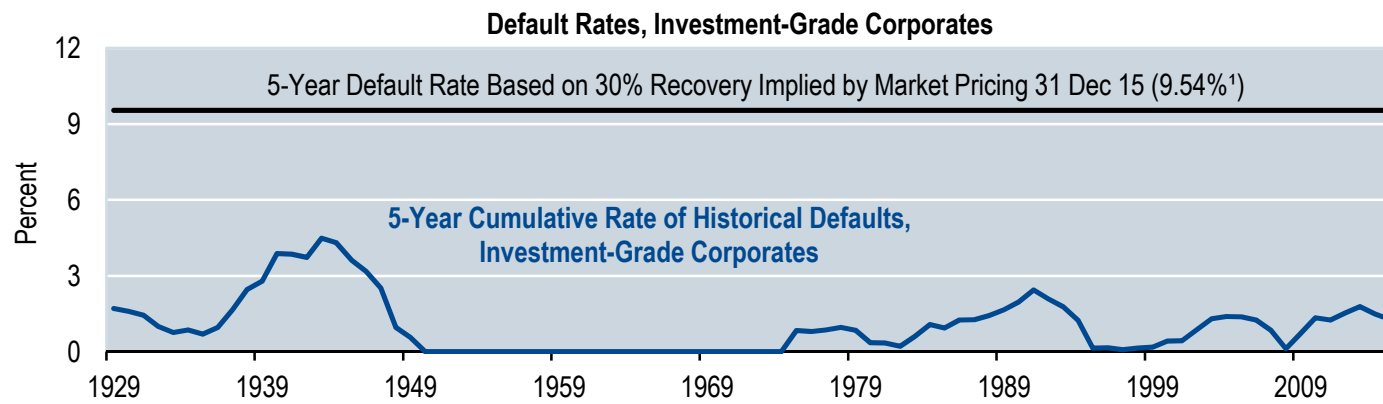 Default Rates, Investment-Grade Corporates
12
5-Year Default Rate Based on 30% Recovery Implied by Market Pricing 31 Dec 15 (9.54%¹)
9
Percent
6
5-Year Cumulative Rate of Historical Defaults,
Investment-Grade Corporates
3
0
1929 1939 1949 1959 1969 1979 1989 1999 2009